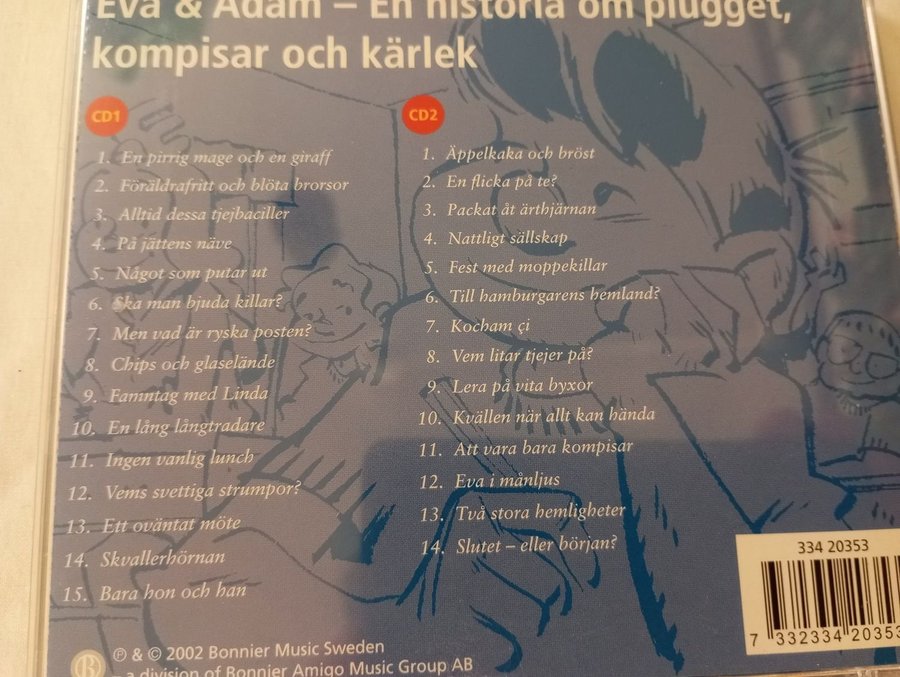 Eva & Adam – En historia om plugget,
kompisar och kärlek
CD1
1. En pirrig mage och en giraff
2. Föräldrafritt och blöta brorsor
3. Alltid dessa tjejbaciller
4. På jättens näve
5. Något som putar ut
6. Ska man bjuda killar?
7. Men vad är ryska posten?
8. Chips och glaselände
9. Famntag med Linda
10. En lång långtradare
11. Ingen vanlig lunch
12. Vems svettiga strumpor?
13. Ett oväntat möte
14. Skvallerhörnan
15. Bara hon och han
CD2
1. Äppelkaka och bröst
2. En flicka på te?
3. Packat åt ärthjärnan
4. Nattligt sällskap
5. Fest med moppekillar
6. Till hamburgarens hemland?
7. Kocham çi
8. Vem litar tjejer på?
9. Lera på vita byxor
10. Kvällen när allt kan hända
11. Att vara bara kompisar
12. Eva i månljus
13. Två stora hemligheter
14. Slutet – eller början?
334 20353
7 332334 20353
B
℗ & © 2002 Bonnier Music Sweden
– a division of Bonnier Amigo Music Group AB